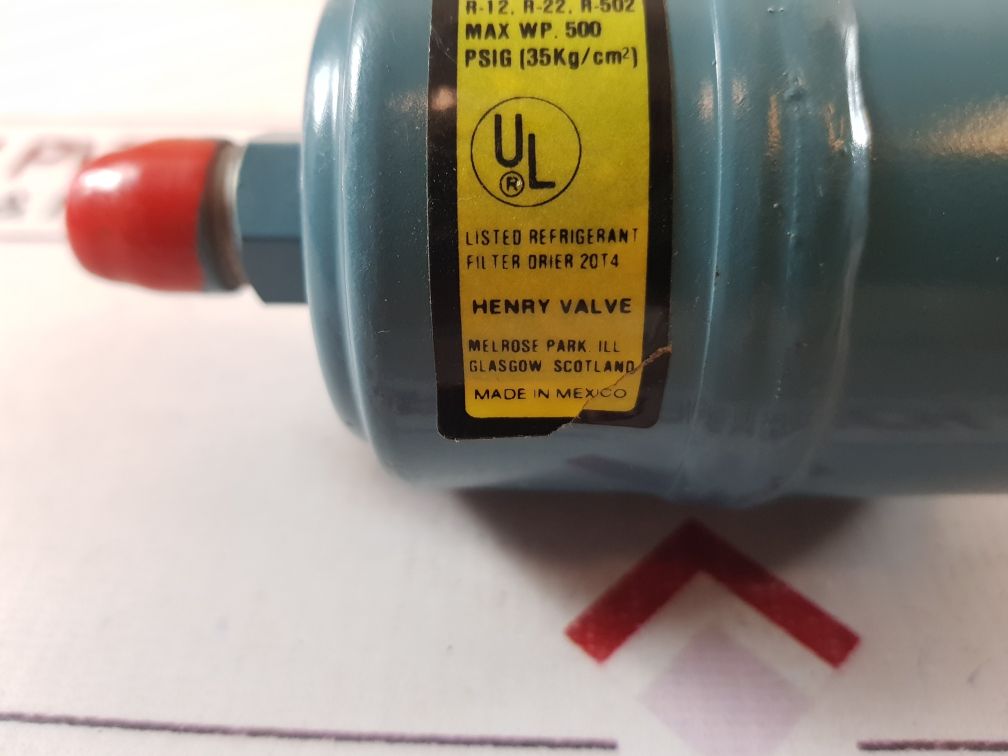 R-12, R-22, R-502
MAX WP. 500
PSIG (35Kg/cm²)
UL
®
LISTED REFRIGERANT
FILTER DRIER 20T4
HENRY VALVE
MELROSE PARK. ILL
GLASGOW SCOTLAND
MADE IN MEXICO